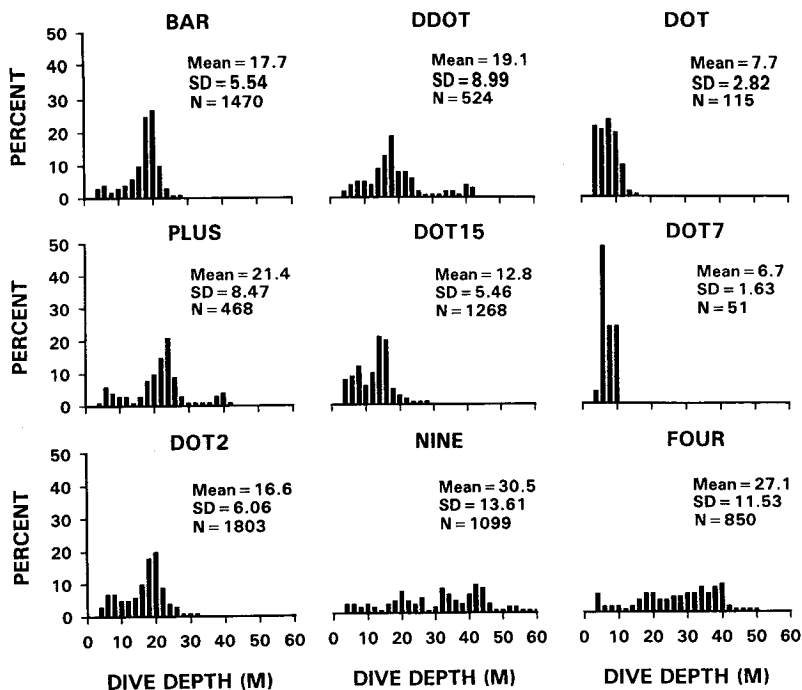 BAR
DDOT
DOT
50
40
30
20
10
0
PERCENT
Mean = 17.7
SD = 5.54
N = 1470
Mean = 19.1
SD = 8.99
N = 524
Mean = 7.7
SD = 2.82
N = 115
PLUS
DOT15
DOT7
50
40
30
20
10
0
PERCENT
Mean = 21.4
SD = 8.47
N = 468
Mean = 12.8
SD = 5.46
N = 1268
Mean = 6.7
SD = 1.63
N = 51
DOT2
NINE
FOUR
50
40
30
20
10
0
PERCENT
Mean = 16.6
SD = 6.06
N = 1803
Mean = 30.5
SD = 13.61
N = 1099
Mean = 27.1
SD = 11.53
N = 850
0 10 20 30 40 50 60
0 10 20 30 40 50 60
0 10 20 30 40 50 60
DIVE DEPTH (M)
DIVE DEPTH (M)
DIVE DEPTH (M)